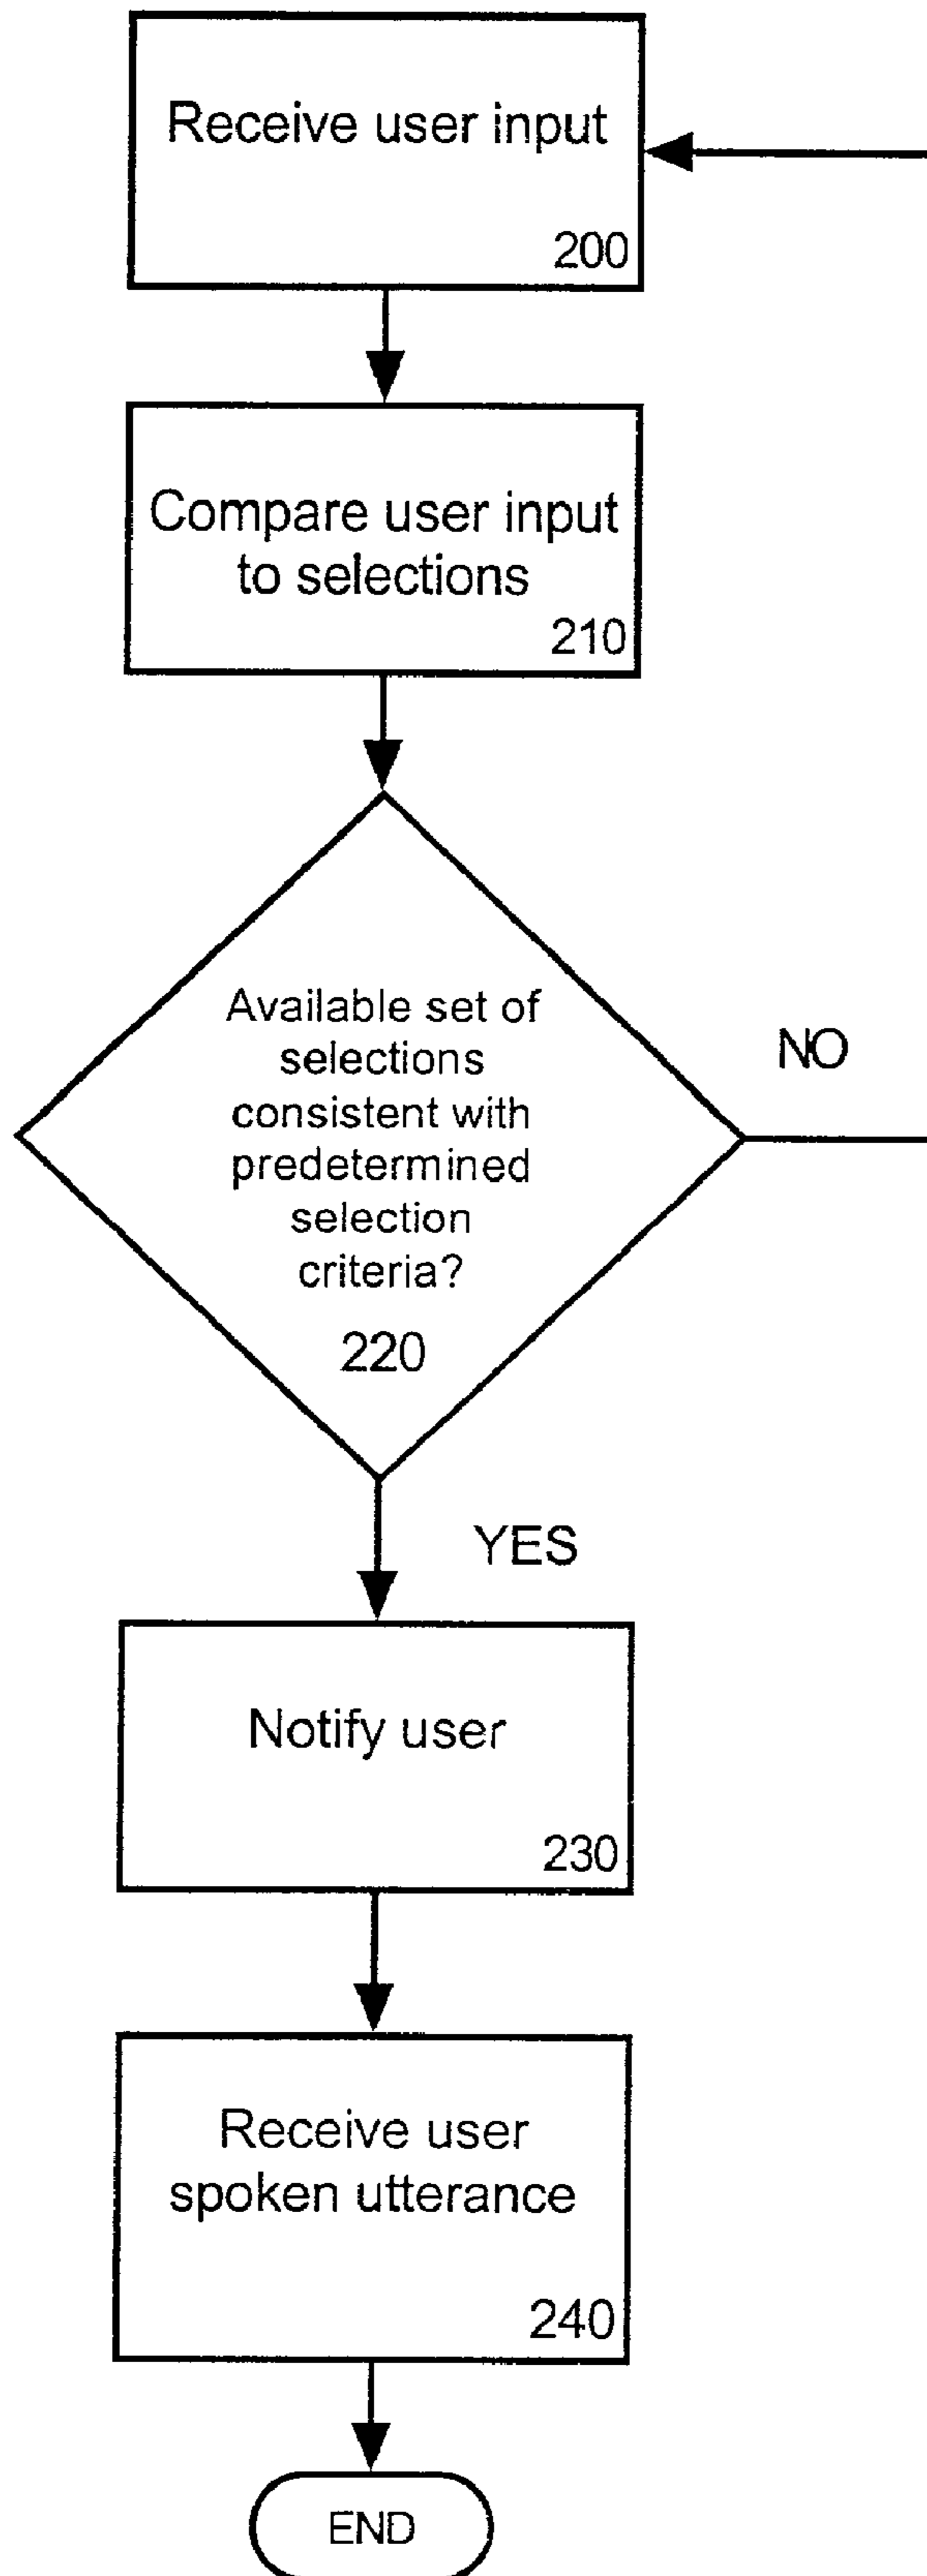 Receive user input
200
Compare user input
to selections
210
Available set of
selections
consistent with
predetermined
selection
criteria?
220
NO
YES
Notify user
230
Receive user
spoken utterance
240
END